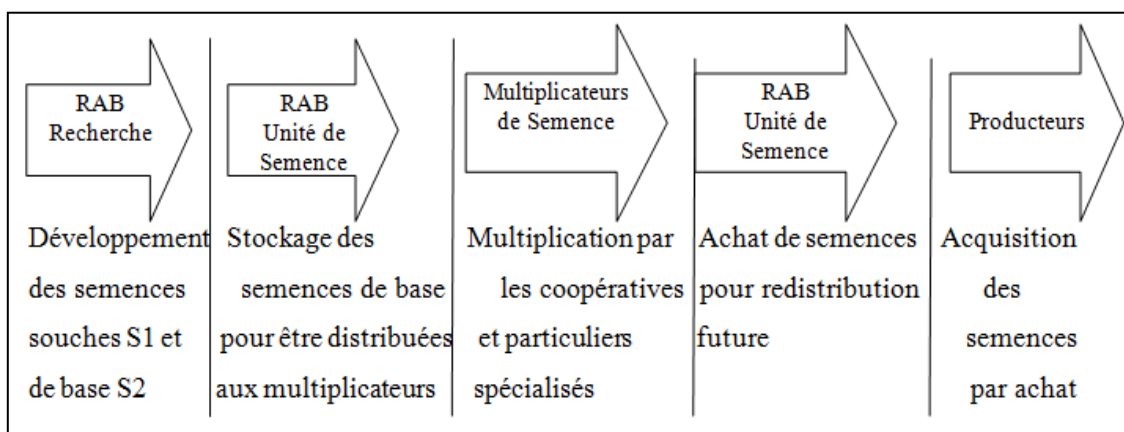 RAB
Recherche
RAB
Unité de
Semence
Multiplicateurs
de Semence
RAB
Unité de
Semence
Producteurs
Développement
des semences
souches S1 et
de base S2
Stockage des
semences de base
pour être distribuées
aux multiplicateurs
Multiplication par
les coopératives
et particuliers
spécialisés
Achat de semences
pour redistribution
future
Acquisition
des
semences
par achat